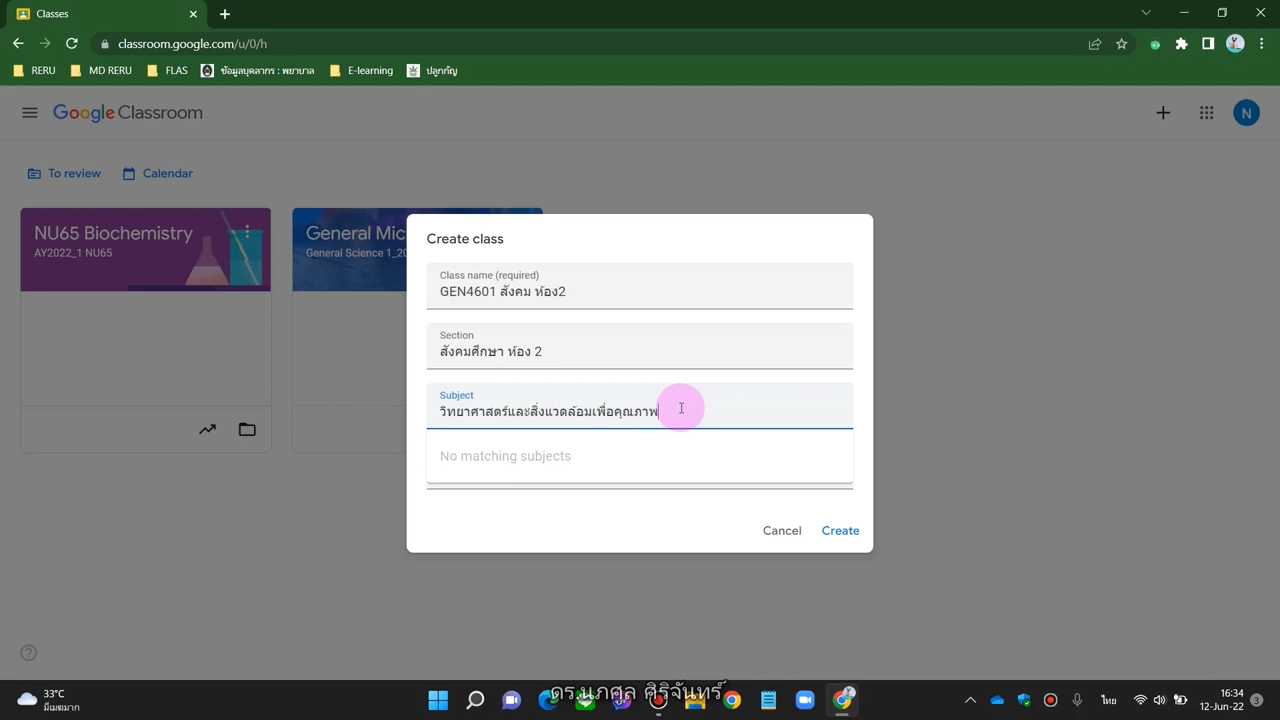 Classes
classroom.google.com/u/0/h
RERU
MD RERU
FLAS
ข้อมูลบุคลากร : พยาบาล
E-learning
ปลูกกัญ
Google Classroom
N
To review
Calendar
NU65 Biochemistry
AY2022_1 NU65
General Mic
General Science 1_20
Create class
Class name (required)
GEN4601 สังคม ห้อง2
Section
สังคมศึกษา ห้อง 2
Subject
วิทยาศาสตร์และสิ่งแวดล้อมเพื่อคุณภาพ
No matching subjects
Cancel
Create
ดร.นภศูล ศิริจันทร์
33°C
มีเมฆมาก
ไทย
16:34
12-Jun-22
3